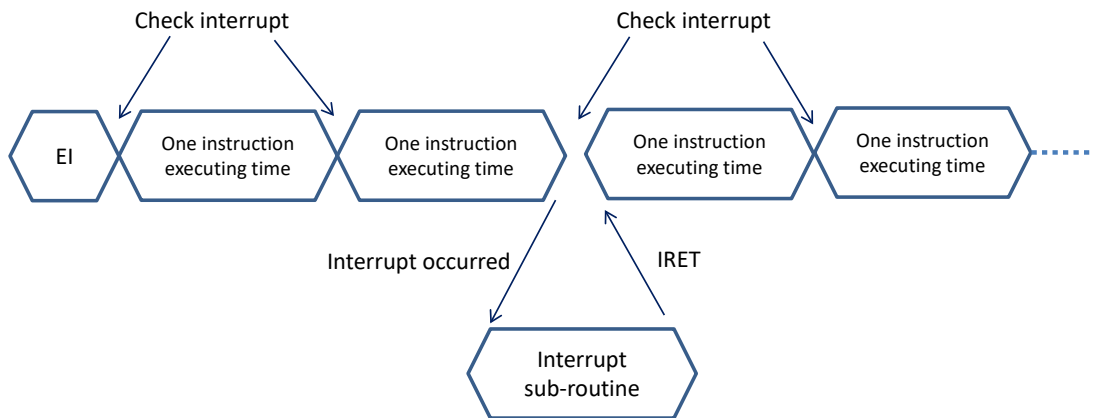 Check interrupt
Check interrupt
EI
One instruction
executing time
One instruction
executing time
One instruction
executing time
One instruction
executing time
Interrupt occurred
IRET
Interrupt
sub-routine